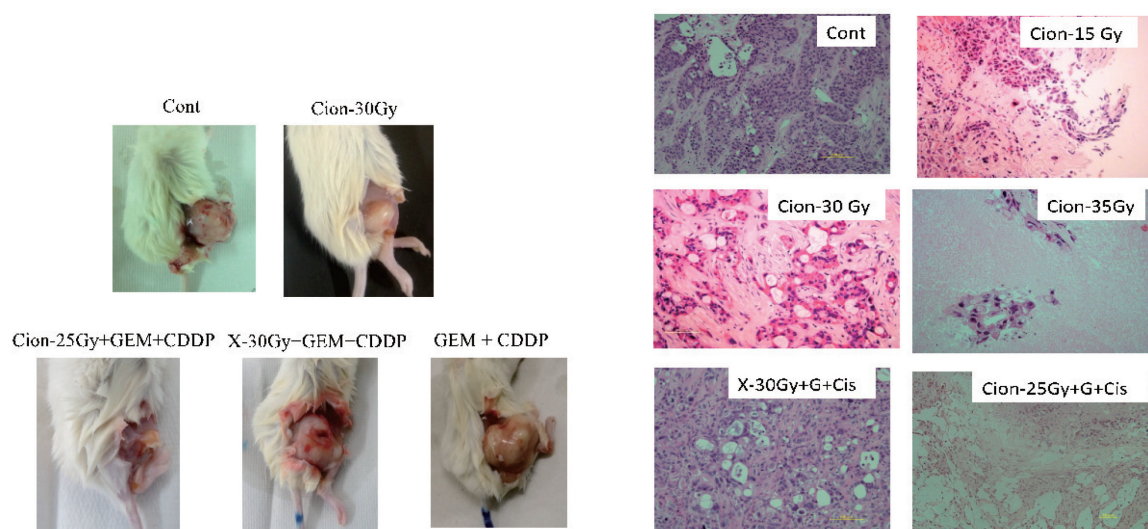 Cont
Cion-30Gy
Cion-25Gy+GEM+CDDP
X-30Gy−GEM−CDDP
GEM + CDDP
Cont
Cion-15 Gy
Cion-30 Gy
Cion-35Gy
X-30Gy+G+Cis
Cion-25Gy+G+Cis